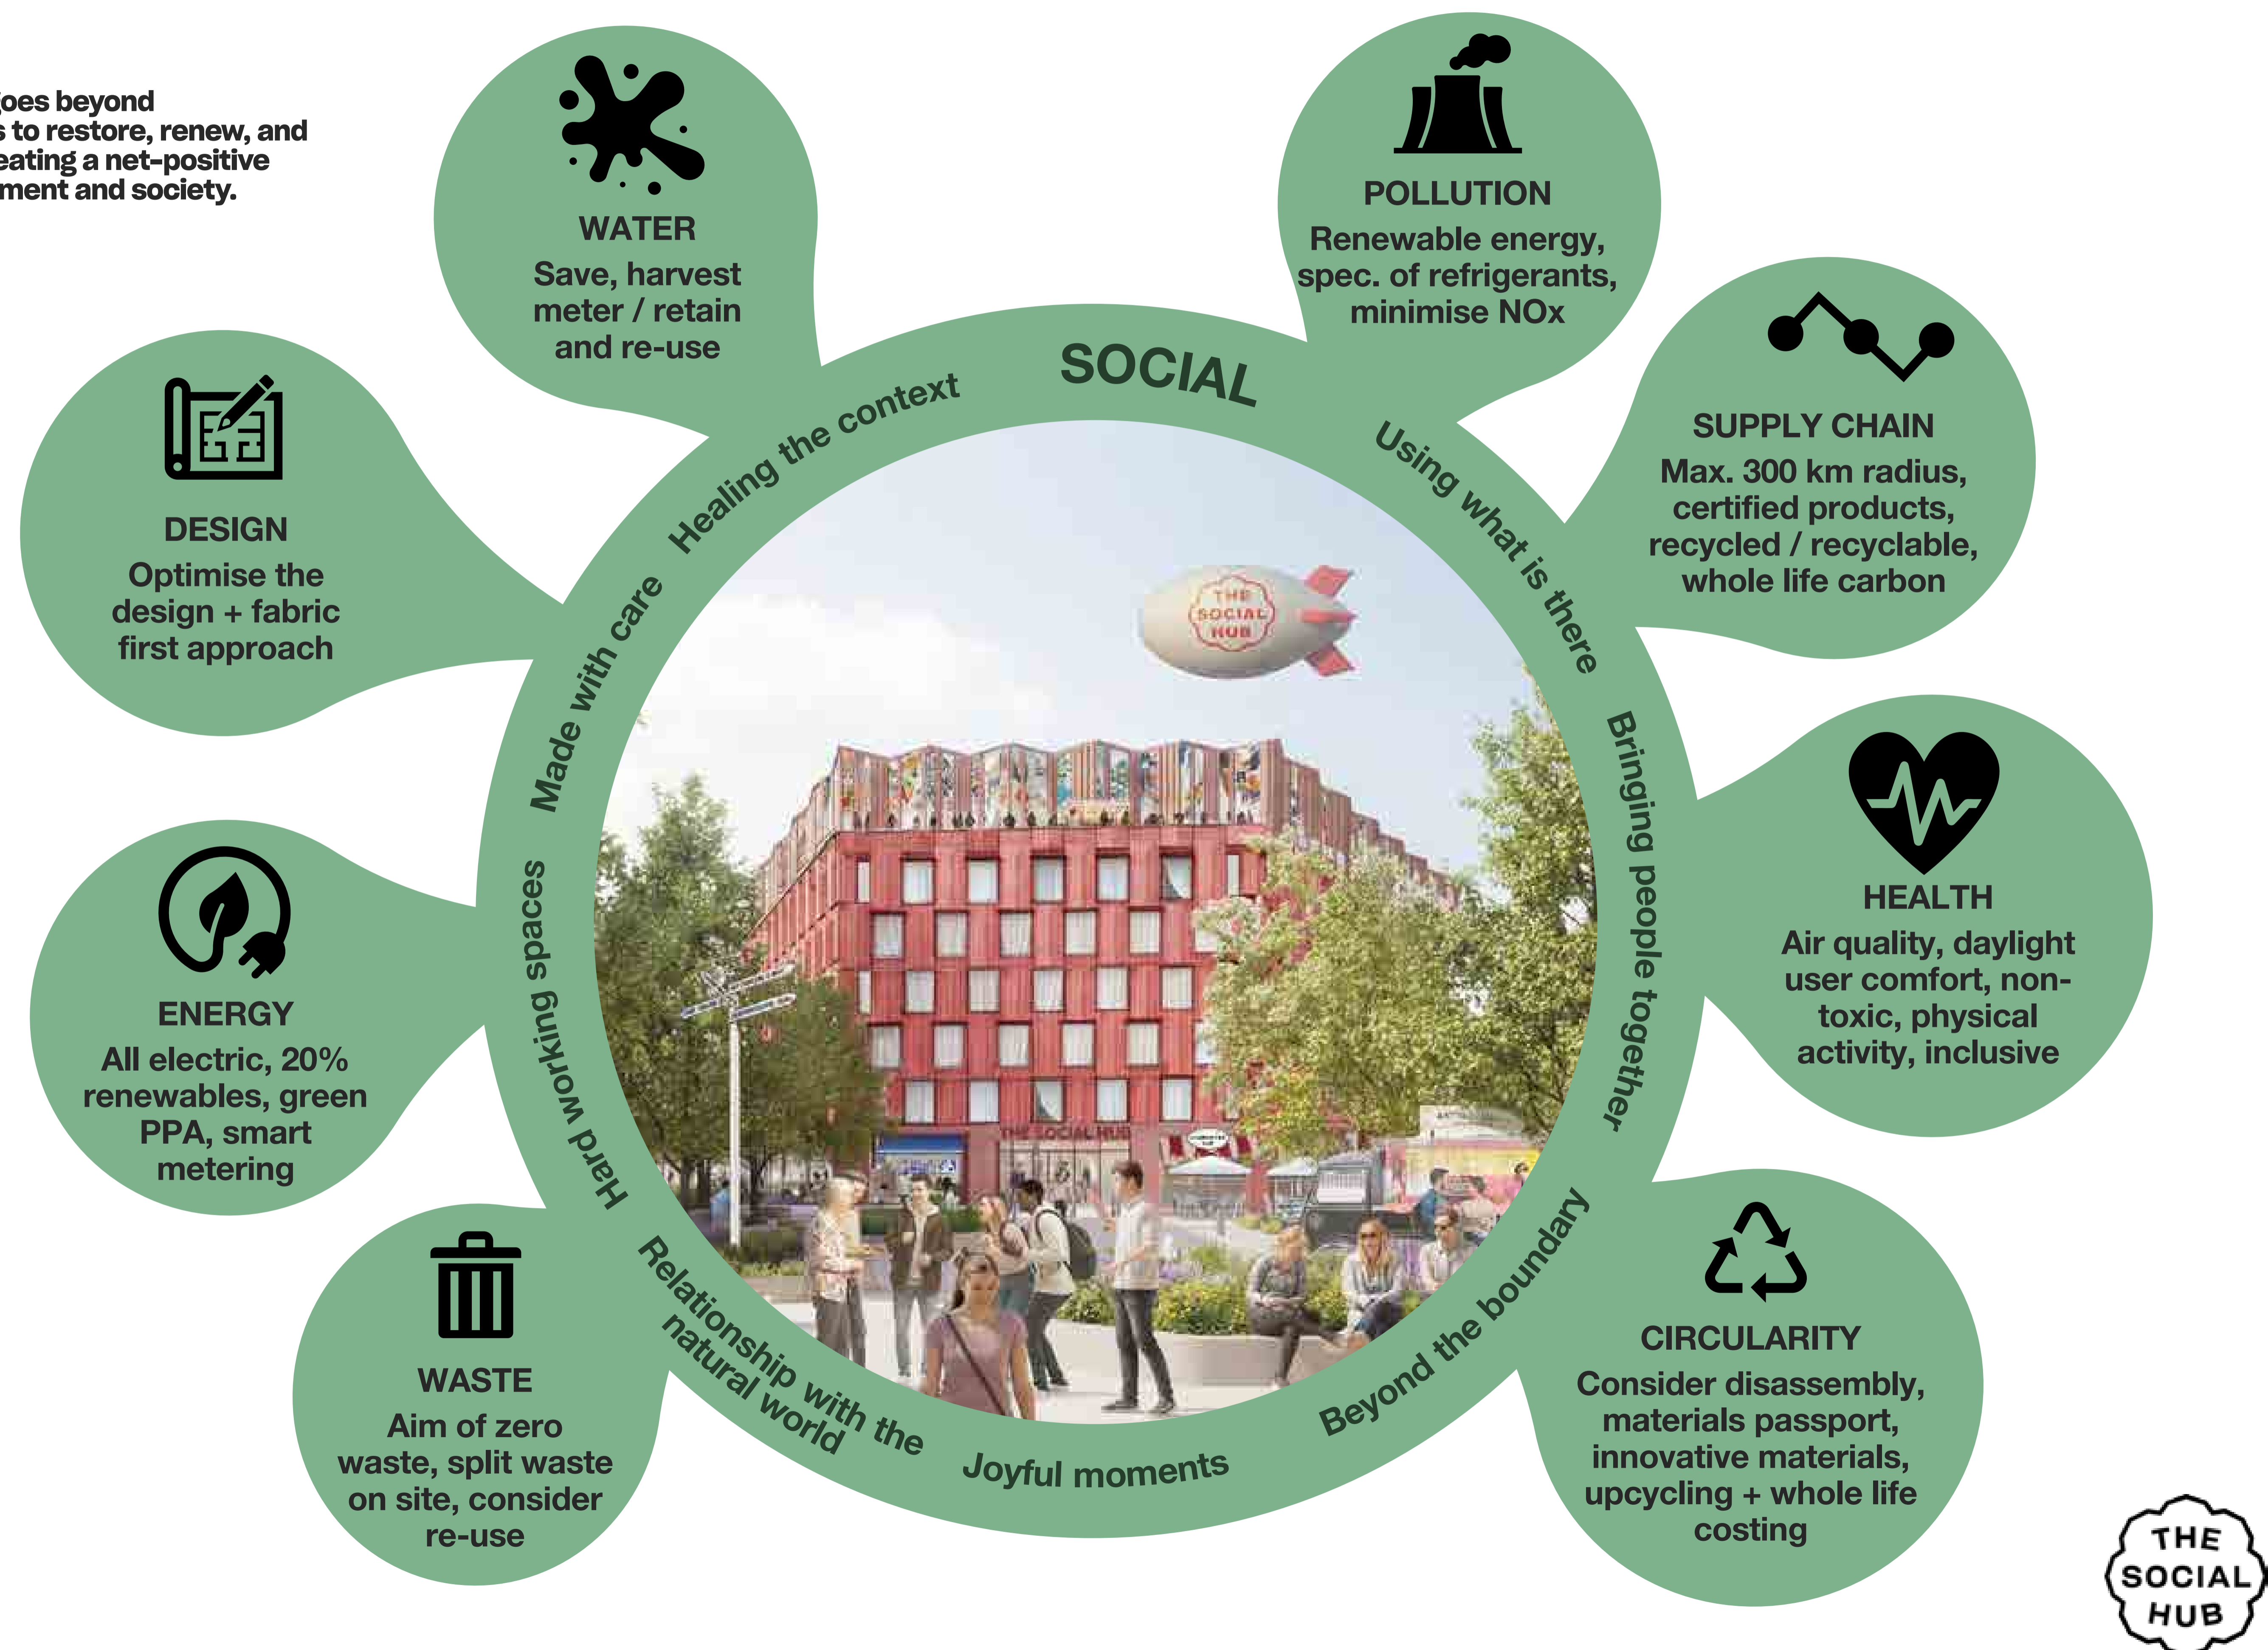 goes beyond
s to restore, renew, and
eating a net-positive
ment and society.
WATER
Save, harvest
meter / retain
and re-use
POLLUTION
Renewable energy,
spec. of refrigerants,
minimise NOx
DESIGN
Optimise the
design + fabric
first approach
SUPPLY CHAIN
Max. 300 km radius,
certified products,
recycled / recyclable,
whole life carbon
ENERGY
All electric, 20%
renewables, green
PPA, smart
metering
HEALTH
Air quality, daylight
user comfort, non-
toxic, physical
activity, inclusive
WASTE
Aim of zero
waste, split waste
on site, consider
re-use
CIRCULARITY
Consider disassembly,
materials passport,
innovative materials,
upcycling + whole life
costing
SOCIAL
Using what is there
Bringing people together
Beyond the boundary
Joyful moments
Relationship with the
natural world
Hard working spaces
Made with care
Healing the context
THE
SOCIAL
HUB
THE SOCIAL HUB
THE
SOCIAL
HUB